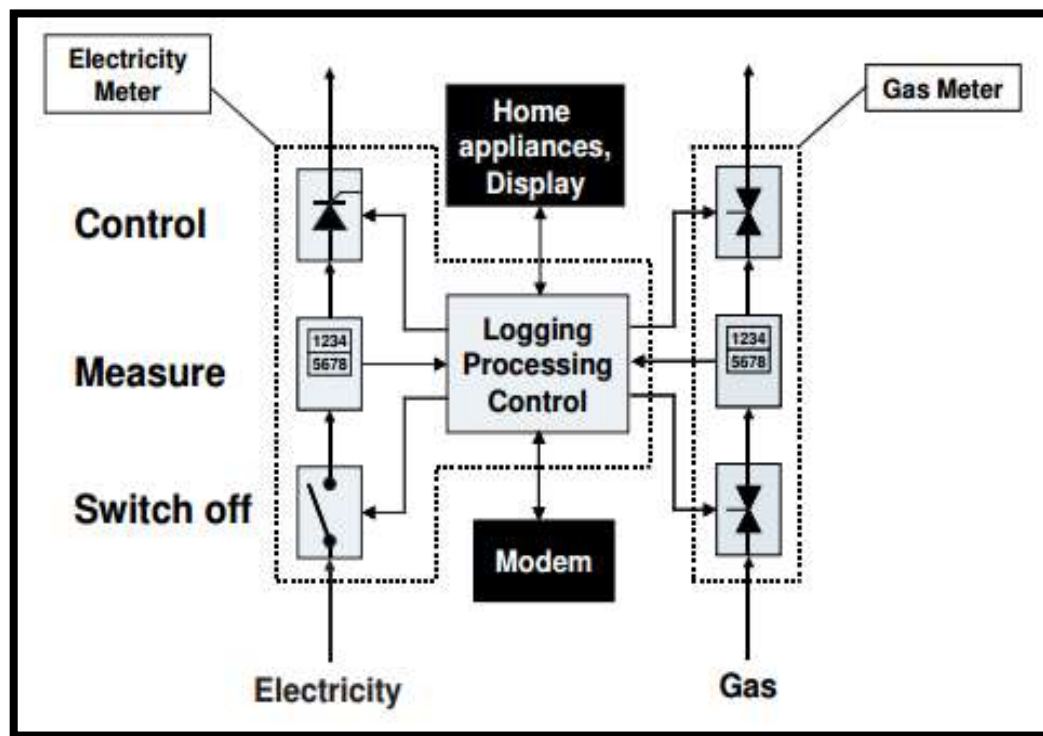 Electricity
Meter
Gas Meter
Home
appliances,
Display
Control
Logging
Processing
Control
1234
5678
1234
5678
Measure
Switch off
Modem
Electricity
Gas